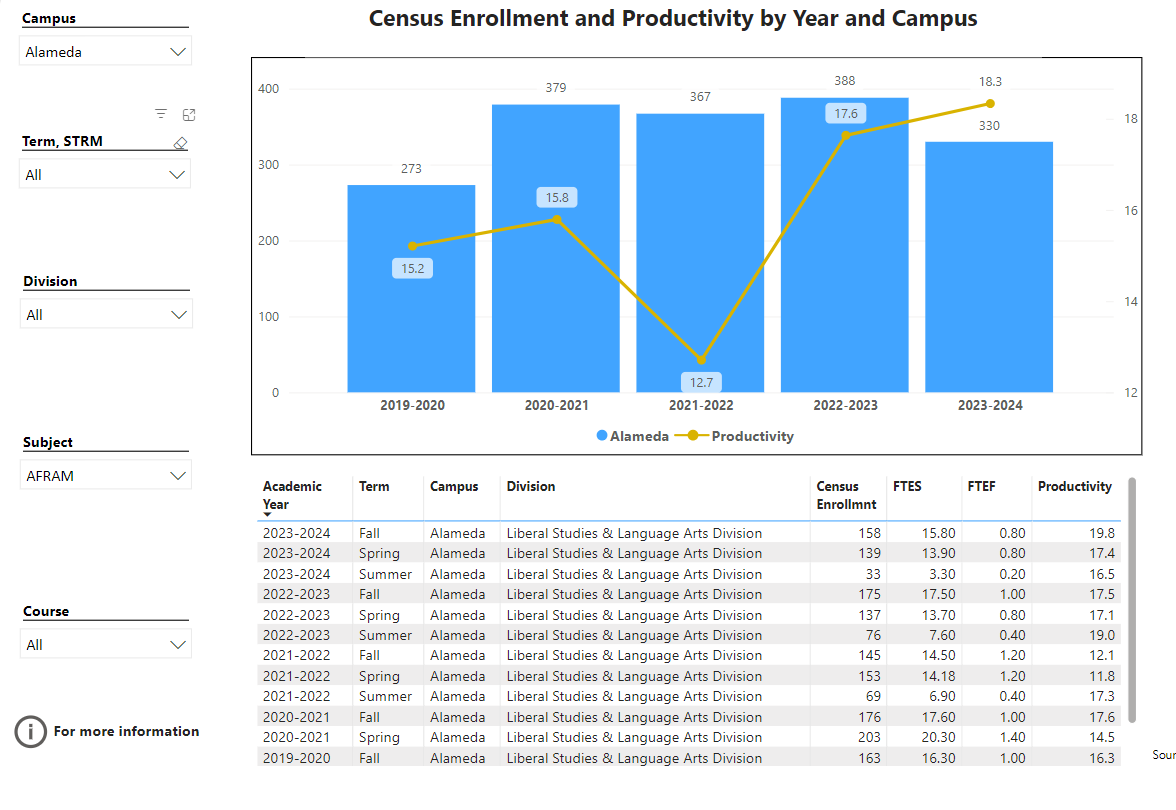 Campus
Alameda
Term, STRM
All
Division
All
Subject
AFRAM
Course
All
For more information
Census Enrollment and Productivity by Year and Campus
400
300
200
100
0
18
16
14
12
273
379
367
388
330
15.2
15.8
12.7
17.6
18.3
2019-2020 2020-2021 2021-2022 2022-2023 2023-2024
Alameda Productivity
Academic Year Term Campus Division Census Enrollmnt FTES FTEF Productivity
2023-2024 Fall Alameda Liberal Studies & Language Arts Division 158 15.80 0.80 19.8
2023-2024 Spring Alameda Liberal Studies & Language Arts Division 139 13.90 0.80 17.4
2023-2024 Summer Alameda Liberal Studies & Language Arts Division 33 3.30 0.20 16.5
2022-2023 Fall Alameda Liberal Studies & Language Arts Division 175 17.50 1.00 17.5
2022-2023 Spring Alameda Liberal Studies & Language Arts Division 137 13.70 0.80 17.1
2022-2023 Summer Alameda Liberal Studies & Language Arts Division 76 7.60 0.40 19.0
2021-2022 Fall Alameda Liberal Studies & Language Arts Division 145 14.50 1.20 12.1
2021-2022 Spring Alameda Liberal Studies & Language Arts Division 153 14.18 1.20 11.8
2021-2022 Summer Alameda Liberal Studies & Language Arts Division 69 6.90 0.40 17.3
2020-2021 Fall Alameda Liberal Studies & Language Arts Division 176 17.60 1.00 17.6
2020-2021 Spring Alameda Liberal Studies & Language Arts Division 203 20.30 1.40 14.5
2019-2020 Fall Alameda Liberal Studies & Language Arts Division 163 16.30 1.00 16.3